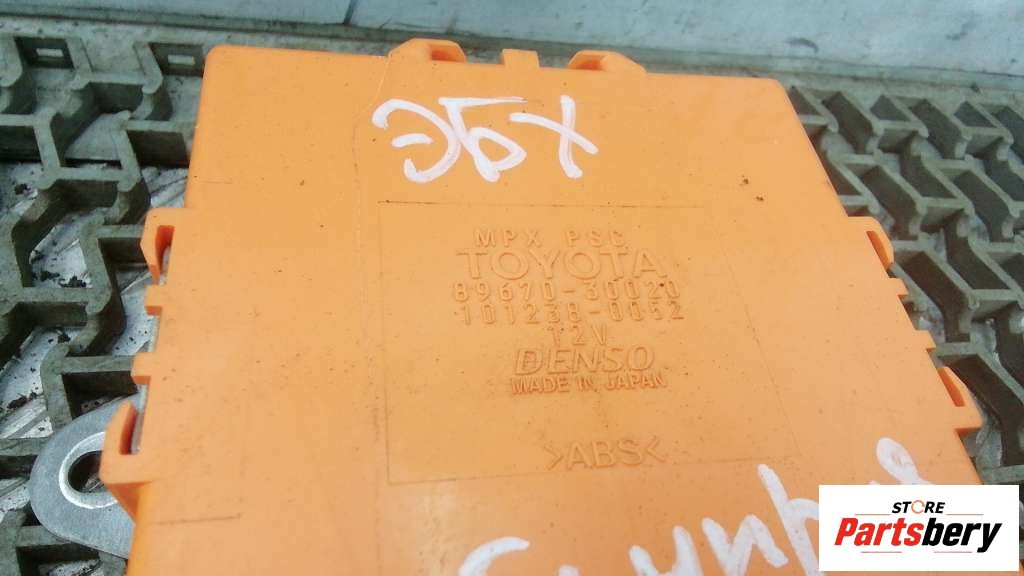 ЭБУ
MPX PSC
TOYOTA
89670-30020
101238-0052
12V
DENSO
MADE IN JAPAN
>ABS<
STORE
Partsbery